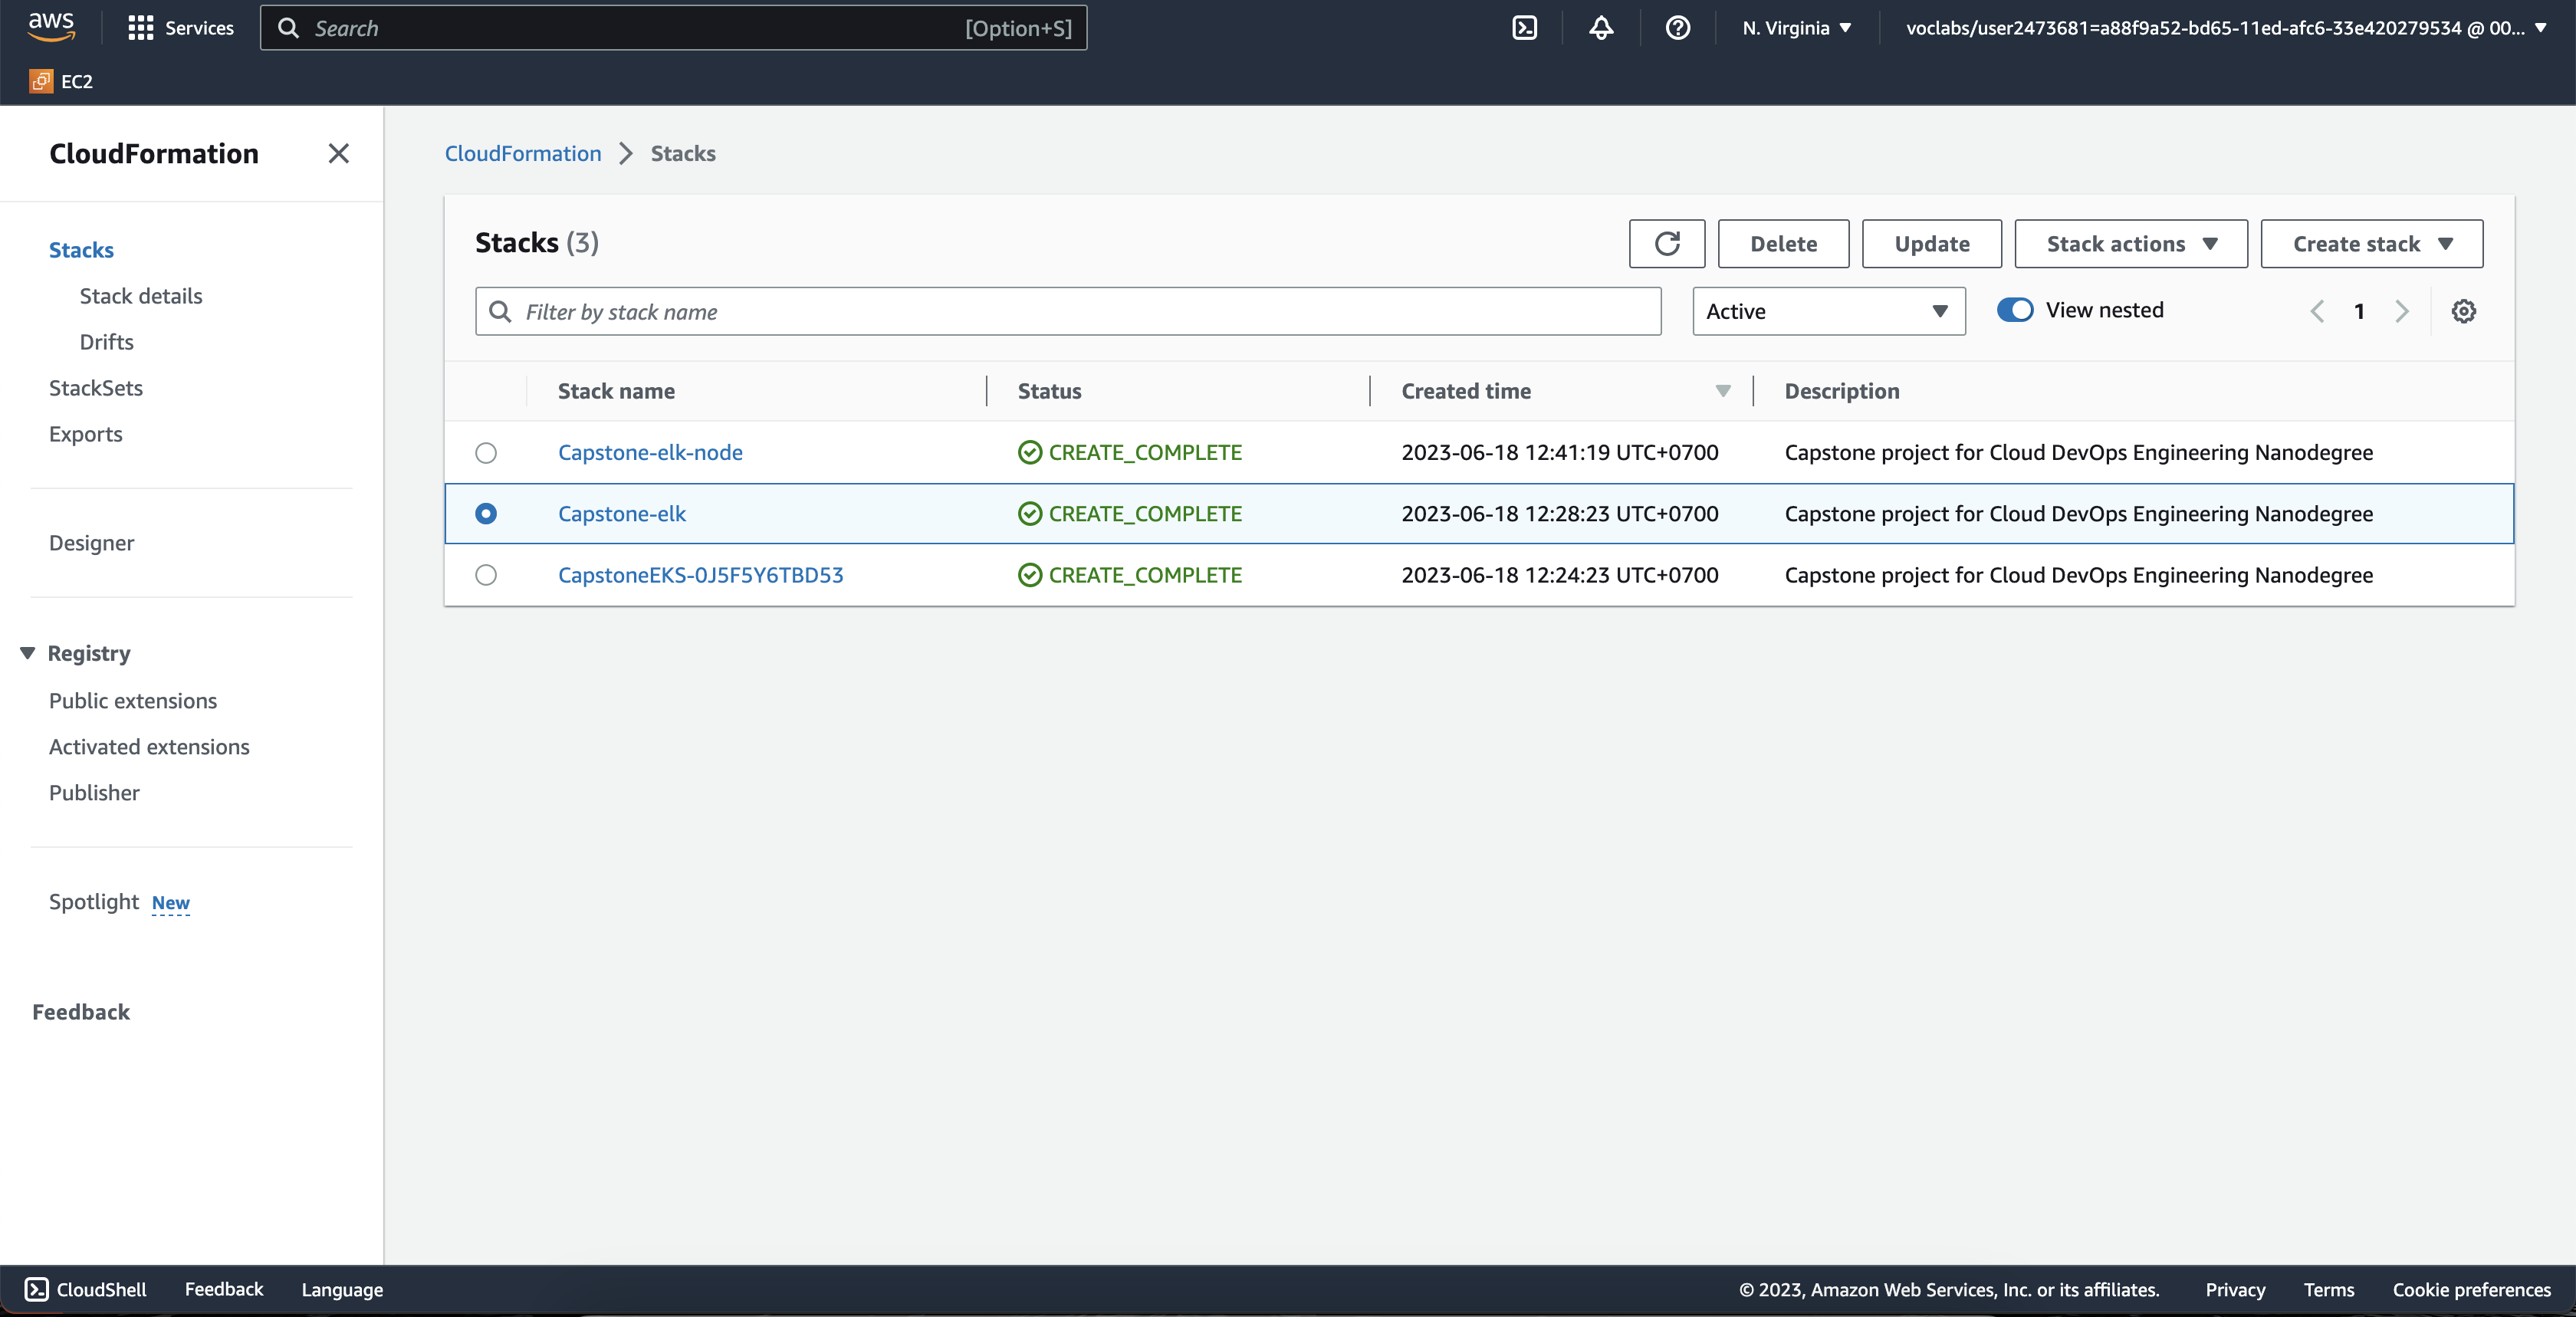 aws
Services
Search [Option+S]
N. Virginia
voclabs/user2473681=a88f9a52-bd65-11ed-afc6-33e420279534 @ 00...
EC2
CloudFormation
Stacks
Stack details
Drifts
StackSets
Exports
Designer
Registry
Public extensions
Activated extensions
Publisher
Spotlight New
Feedback
CloudFormation > Stacks
Stacks (3)
Delete
Update
Stack actions
Create stack
Filter by stack name
Active
View nested
1
Stack name Status Created time Description
Capstone-elk-node CREATE_COMPLETE 2023-06-18 12:41:19 UTC+0700 Capstone project for Cloud DevOps Engineering Nanodegree
Capstone-elk CREATE_COMPLETE 2023-06-18 12:28:23 UTC+0700 Capstone project for Cloud DevOps Engineering Nanodegree
CapstoneEKS-0J5F5Y6TBD53 CREATE_COMPLETE 2023-06-18 12:24:23 UTC+0700 Capstone project for Cloud DevOps Engineering Nanodegree
CloudShell Feedback Language © 2023, Amazon Web Services, Inc. or its affiliates. Privacy Terms Cookie preferences